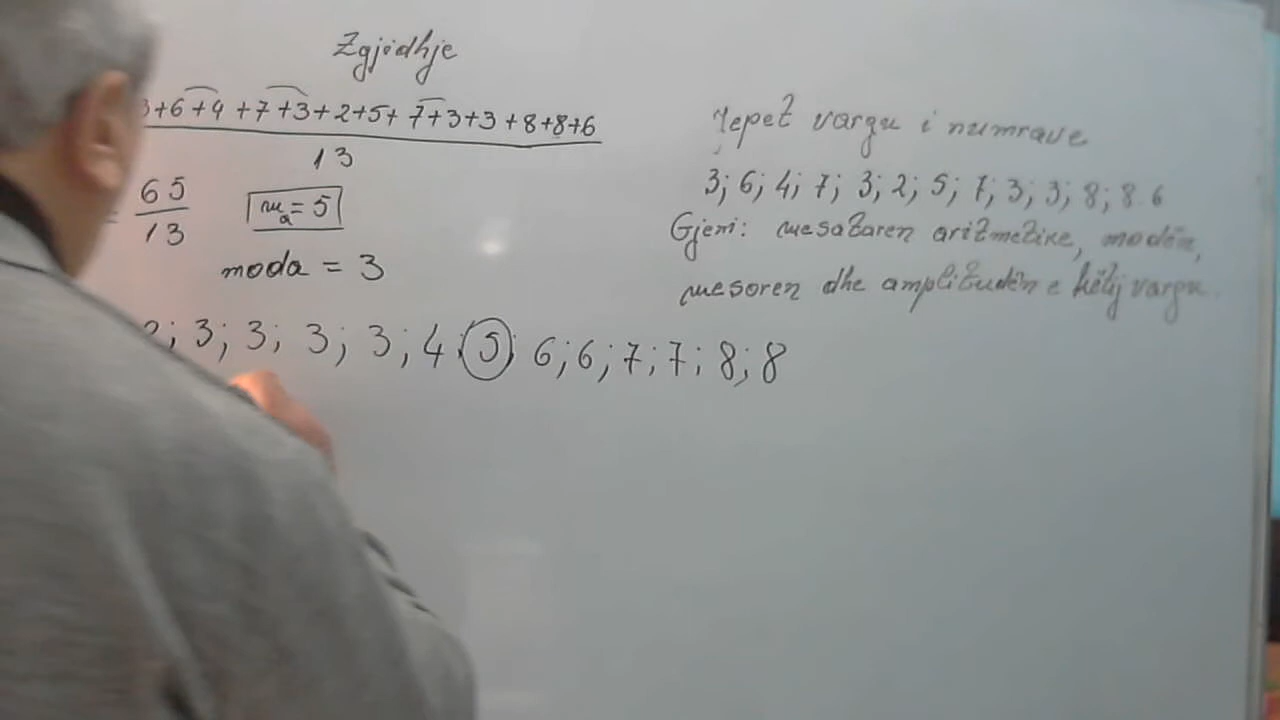 Zgjidhje
3+6+4+7+3+2+5+7+3+3+8+8+6
13
= 65
13
ma = 5
moda = 3
2; 3; 3; 3; 3; 4; 5; 6; 6; 7; 7; 8; 8
Jepet vargu i numrave
3; 6; 4; 7; 3; 2; 5; 7; 3; 3; 8; 8. 6
Gjeni: mesataren aritmetike, modën,
mesoren dhe amplitudën e këtij vargu.